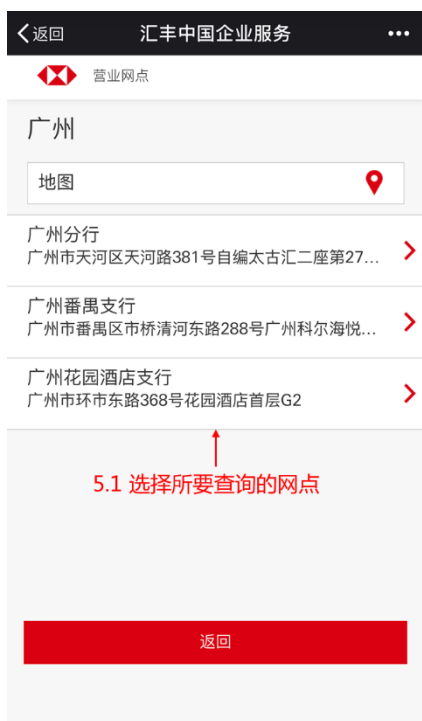 返回 汇丰中国企业服务
营业网点
广州
地图
广州分行
广州市天河区天河路381号自编太古汇二座第27...
广州番禺支行
广州市番禺区市桥清河东路288号广州科尔海悦...
广州花园酒店支行
广州市环市东路368号花园酒店首层G2
5.1 选择所要查询的网点
返回